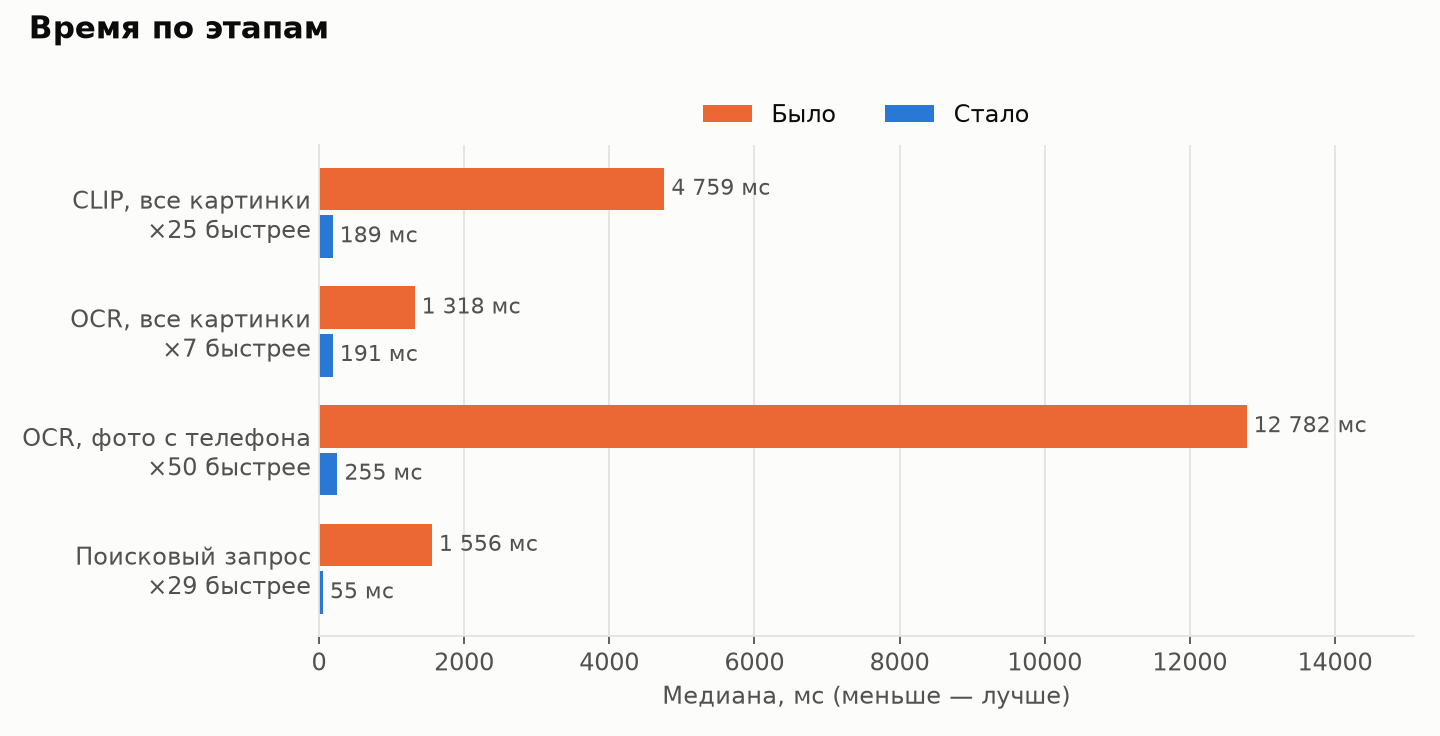 Время по этапам
Было
Стало
CLIP, все картинки
×25 быстрее
4 759 мс
189 мс
OCR, все картинки
×7 быстрее
1 318 мс
191 мс
OCR, фото с телефона
×50 быстрее
12 782 мс
255 мс
Поисковый запрос
×29 быстрее
1 556 мс
55 мс
0 2000 4000 6000 8000 10000 12000 14000
Медиана, мс (меньше — лучше)